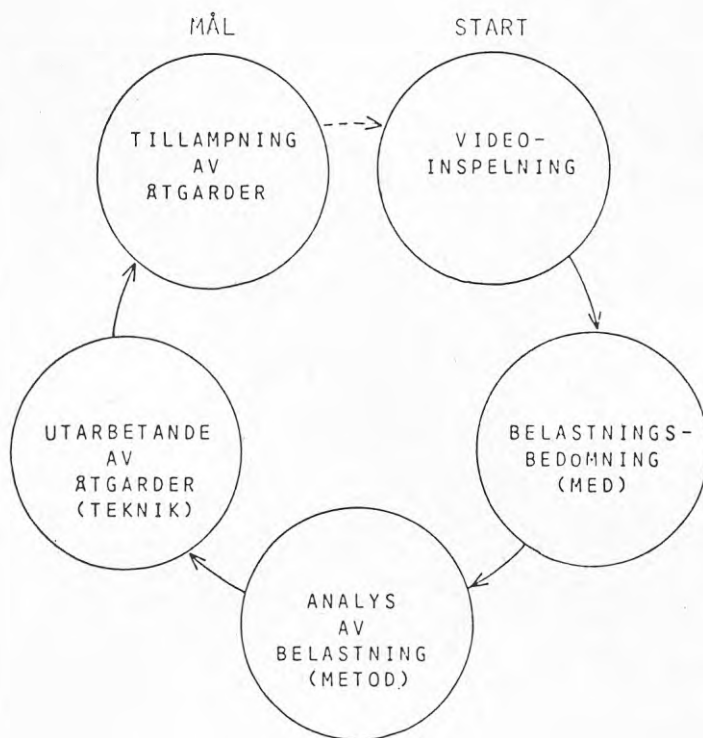 MÅL
START
TILLAMPNING
AV
ÅTGARDER
VIDEO-
INSPELNING
BELASTNINGS-
BEDOMNING
(MED)
ANALYS
AV
BELASTNING
(METOD)
UTARBETANDE
AV
ÅTGARDER
(TEKNIK)